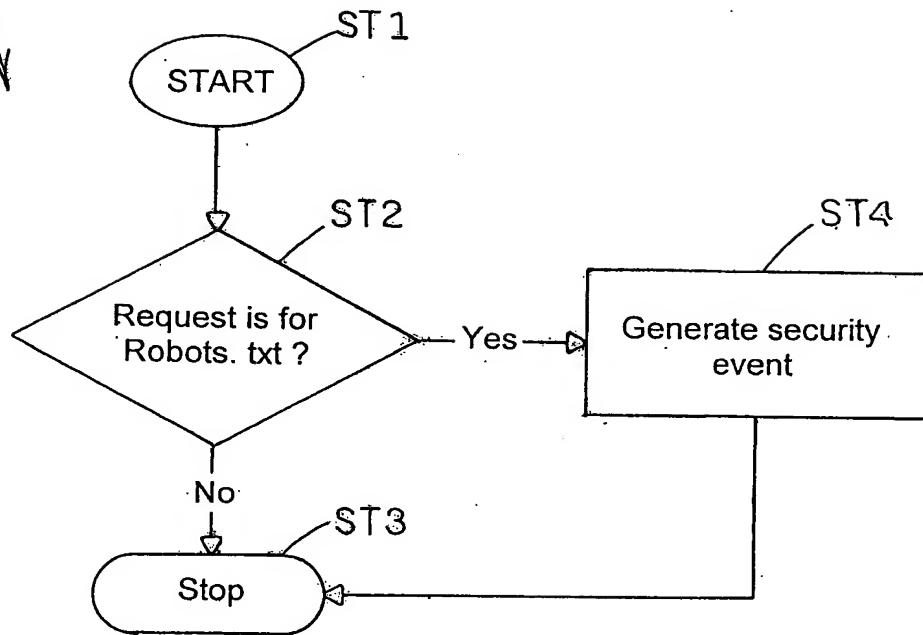 ST1
START
ST2
Request is for
Robots. txt ?
Yes
ST4
Generate security
event
No
ST3
Stop